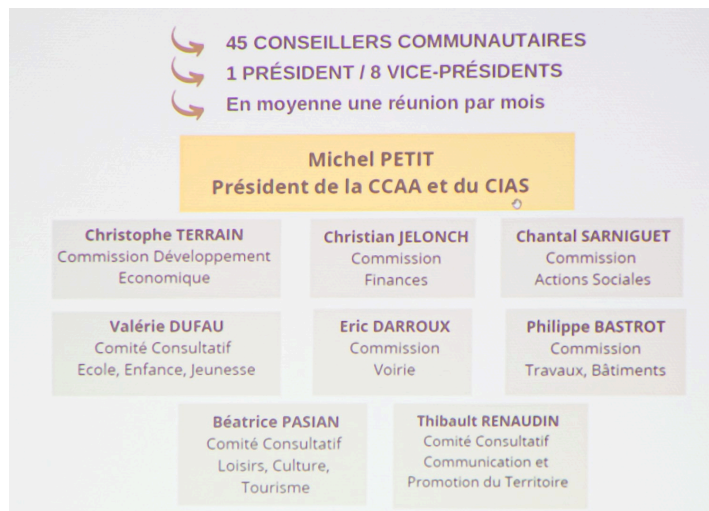 45 CONSEILLERS COMMUNAUTAIRES
1 PRÉSIDENT / 8 VICE-PRÉSIDENTS
En moyenne une réunion par mois
Michel PETIT
Président de la CCAA et du CIAS
Christophe TERRAIN
Commission Développement
Economique
Christian JELONCH
Commission
Finances
Chantal SARNIGUET
Commission
Actions Sociales
Valérie DUFAU
Comité Consultatif
Ecole, Enfance, Jeunesse
Eric DARROUX
Commission
Voirie
Philippe BASTROT
Commission
Travaux, Bâtiments
Béatrice PASIAN
Comité Consultatif
Loisirs, Culture,
Tourisme
Thibault RENAUDIN
Comité Consultatif
Communication et
Promotion du Territoire